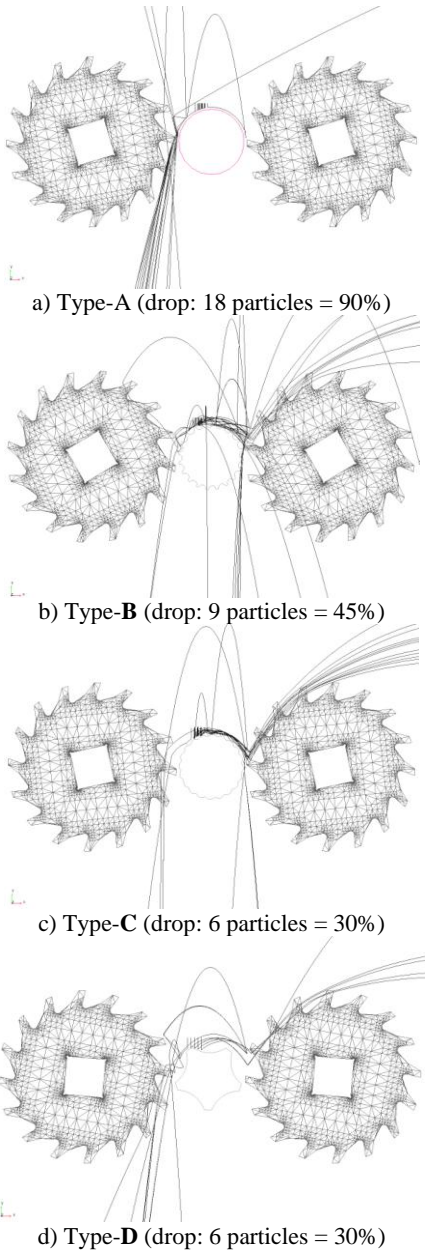 a) Type-A (drop: 18 particles = 90%)
b) Type-B (drop: 9 particles = 45%)
c) Type-C (drop: 6 particles = 30%)
d) Type-D (drop: 6 particles = 30%)